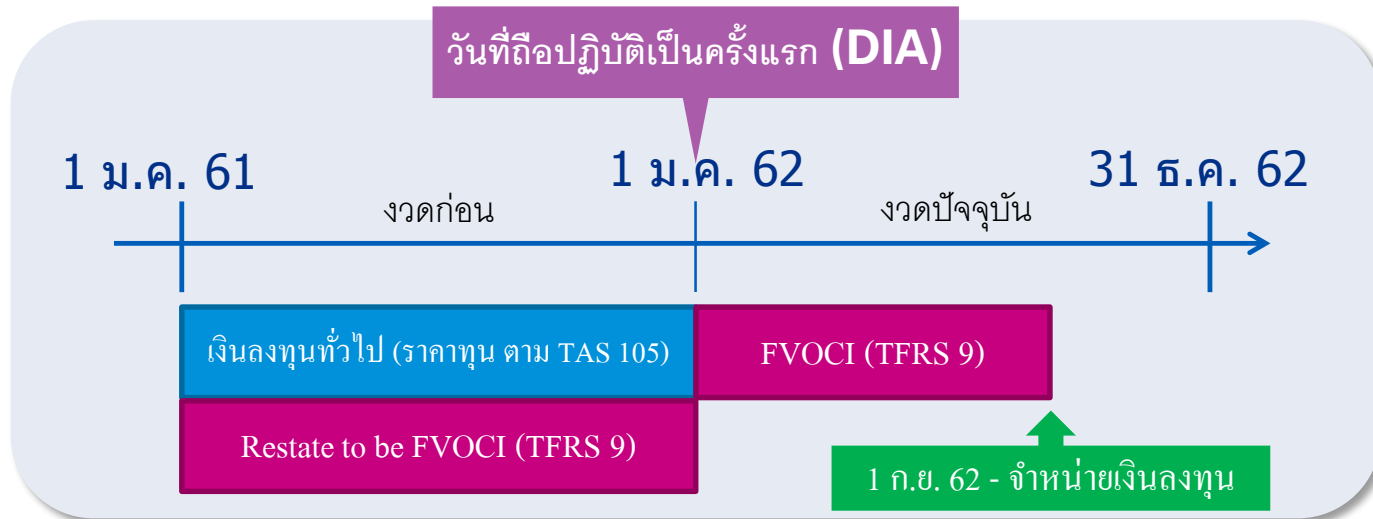 วันที่ถือปฏิบัติเป็นครั้งแรก (DIA)
1 ม.ค. 61
1 ม.ค. 62
31 ธ.ค. 62
งวดก่อน
งวดปัจจุบัน
เงินลงทุนทั่วไป (ราคาทุน ตาม TAS 105)
FVOCI (TFRS 9)
Restate to be FVOCI (TFRS 9)
1 ก.ย. 62 - จำหน่ายเงินลงทุน